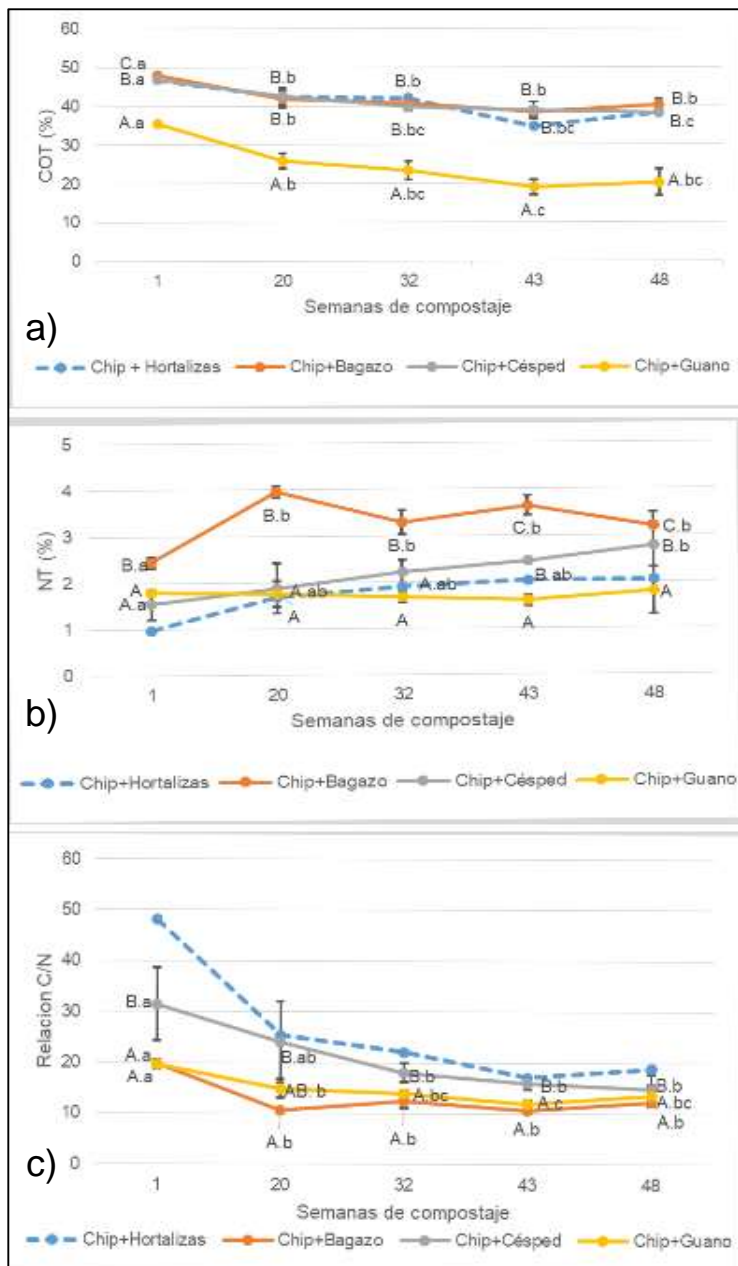 60
50
40
30
20
10
0
COT (%)
C.a
B.a
A.a
B.b
B.b
A.b
B.b
B.bc
A.bc
B.b
B.bc
A.c
B.b
B.c
A.bc
1 20 32 43 48
Semanas de compostaje
a)
Chip + Hortalizas Chip+Bagazo Chip+Césped Chip+Guano
5
4
3
2
1
0
NT (%)
B.a
A
A.a
B.b
A.ab
A
B.b
A.ab
A
C.b
B.ab
A
C.b
B.b
A
1 20 32 43 48
Semanas de compostaje
b)
Chip+Hortalizas Chip+Bagazo Chip+Césped Chip+Guano
60
50
40
30
20
10
0
Relacion C/N
B.a
A.a
A.a
B.ab
AB. b
A.b
B.b
A.bc
A.b
B.b
A.c
A.b
B.b
A.bc
A.b
1 20 32 43 48
Semanas de compostaje
c)
Chip+Hortalizas Chip+Bagazo Chip+Césped Chip+Guano